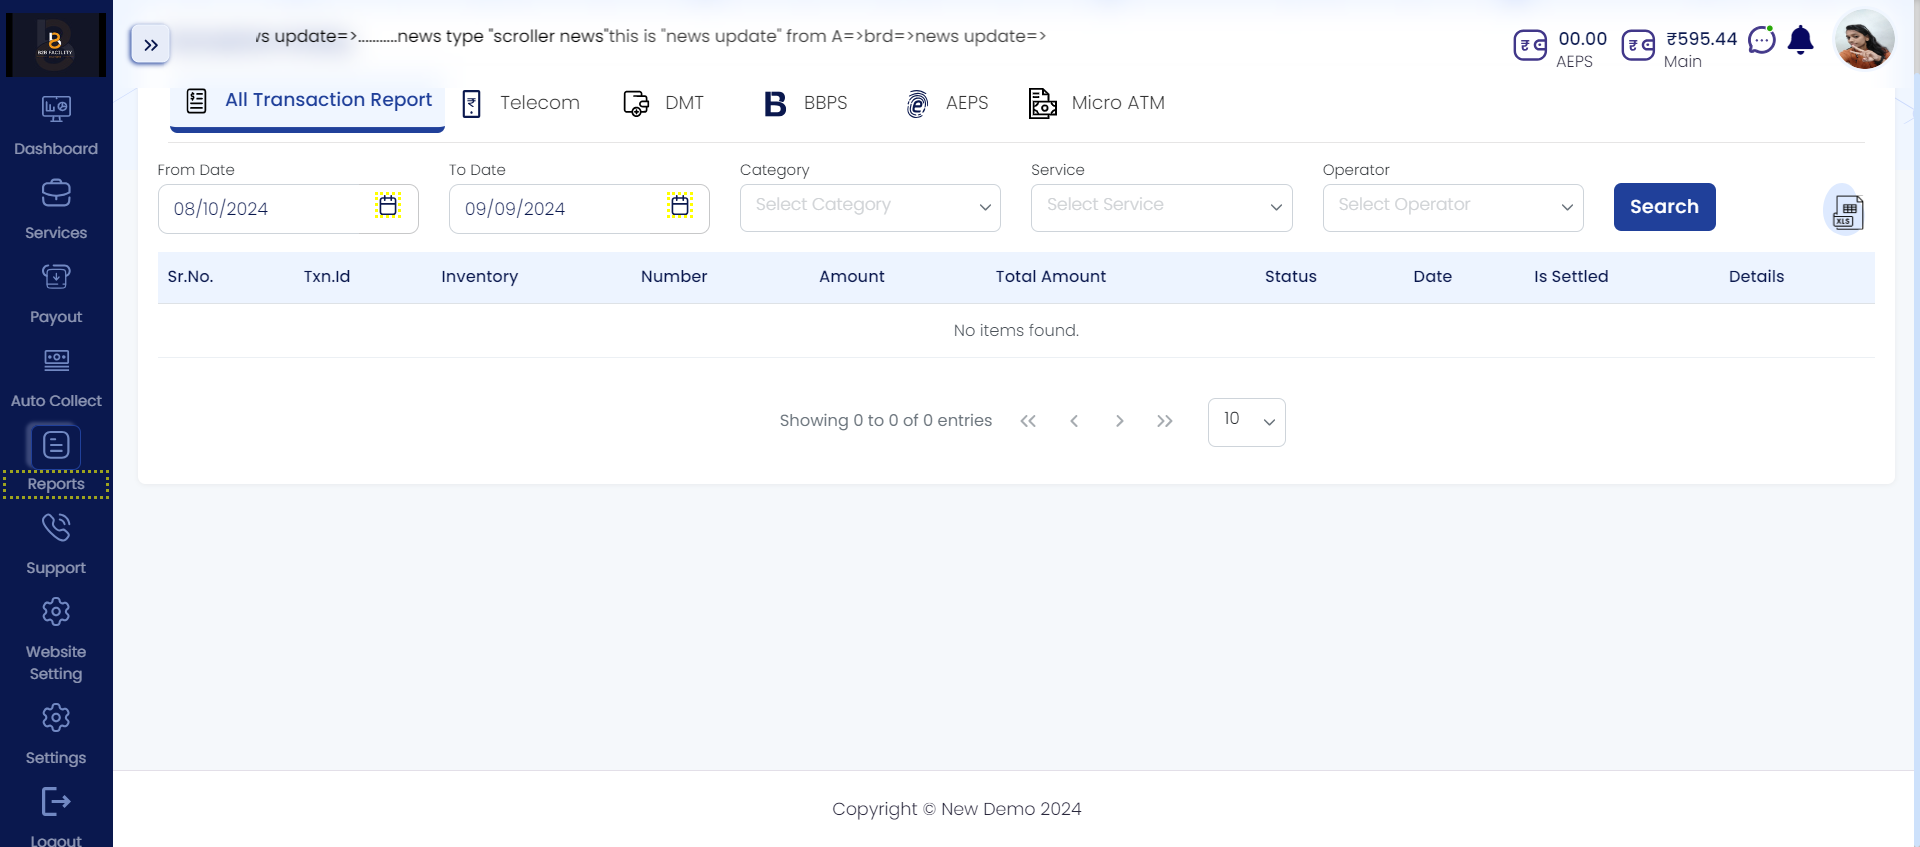 B2B FACILITY
ws update=>...........news type "scroller news"this is "news update" from A=>brd=>news update=>
00.00
AEPS
₹595.44
Main
All Transaction Report
Telecom
DMT
BBPS
AEPS
Micro ATM
Dashboard
Services
Payout
Auto Collect
Reports
Support
Website
Setting
Settings
Logout
From Date
To Date
Category
Service
Operator
08/10/2024
09/09/2024
Select Category
Select Service
Select Operator
Search
XLS
Sr.No. Txn.Id Inventory Number Amount Total Amount Status Date Is Settled Details
No items found.
Showing 0 to 0 of 0 entries
10
Copyright © New Demo 2024